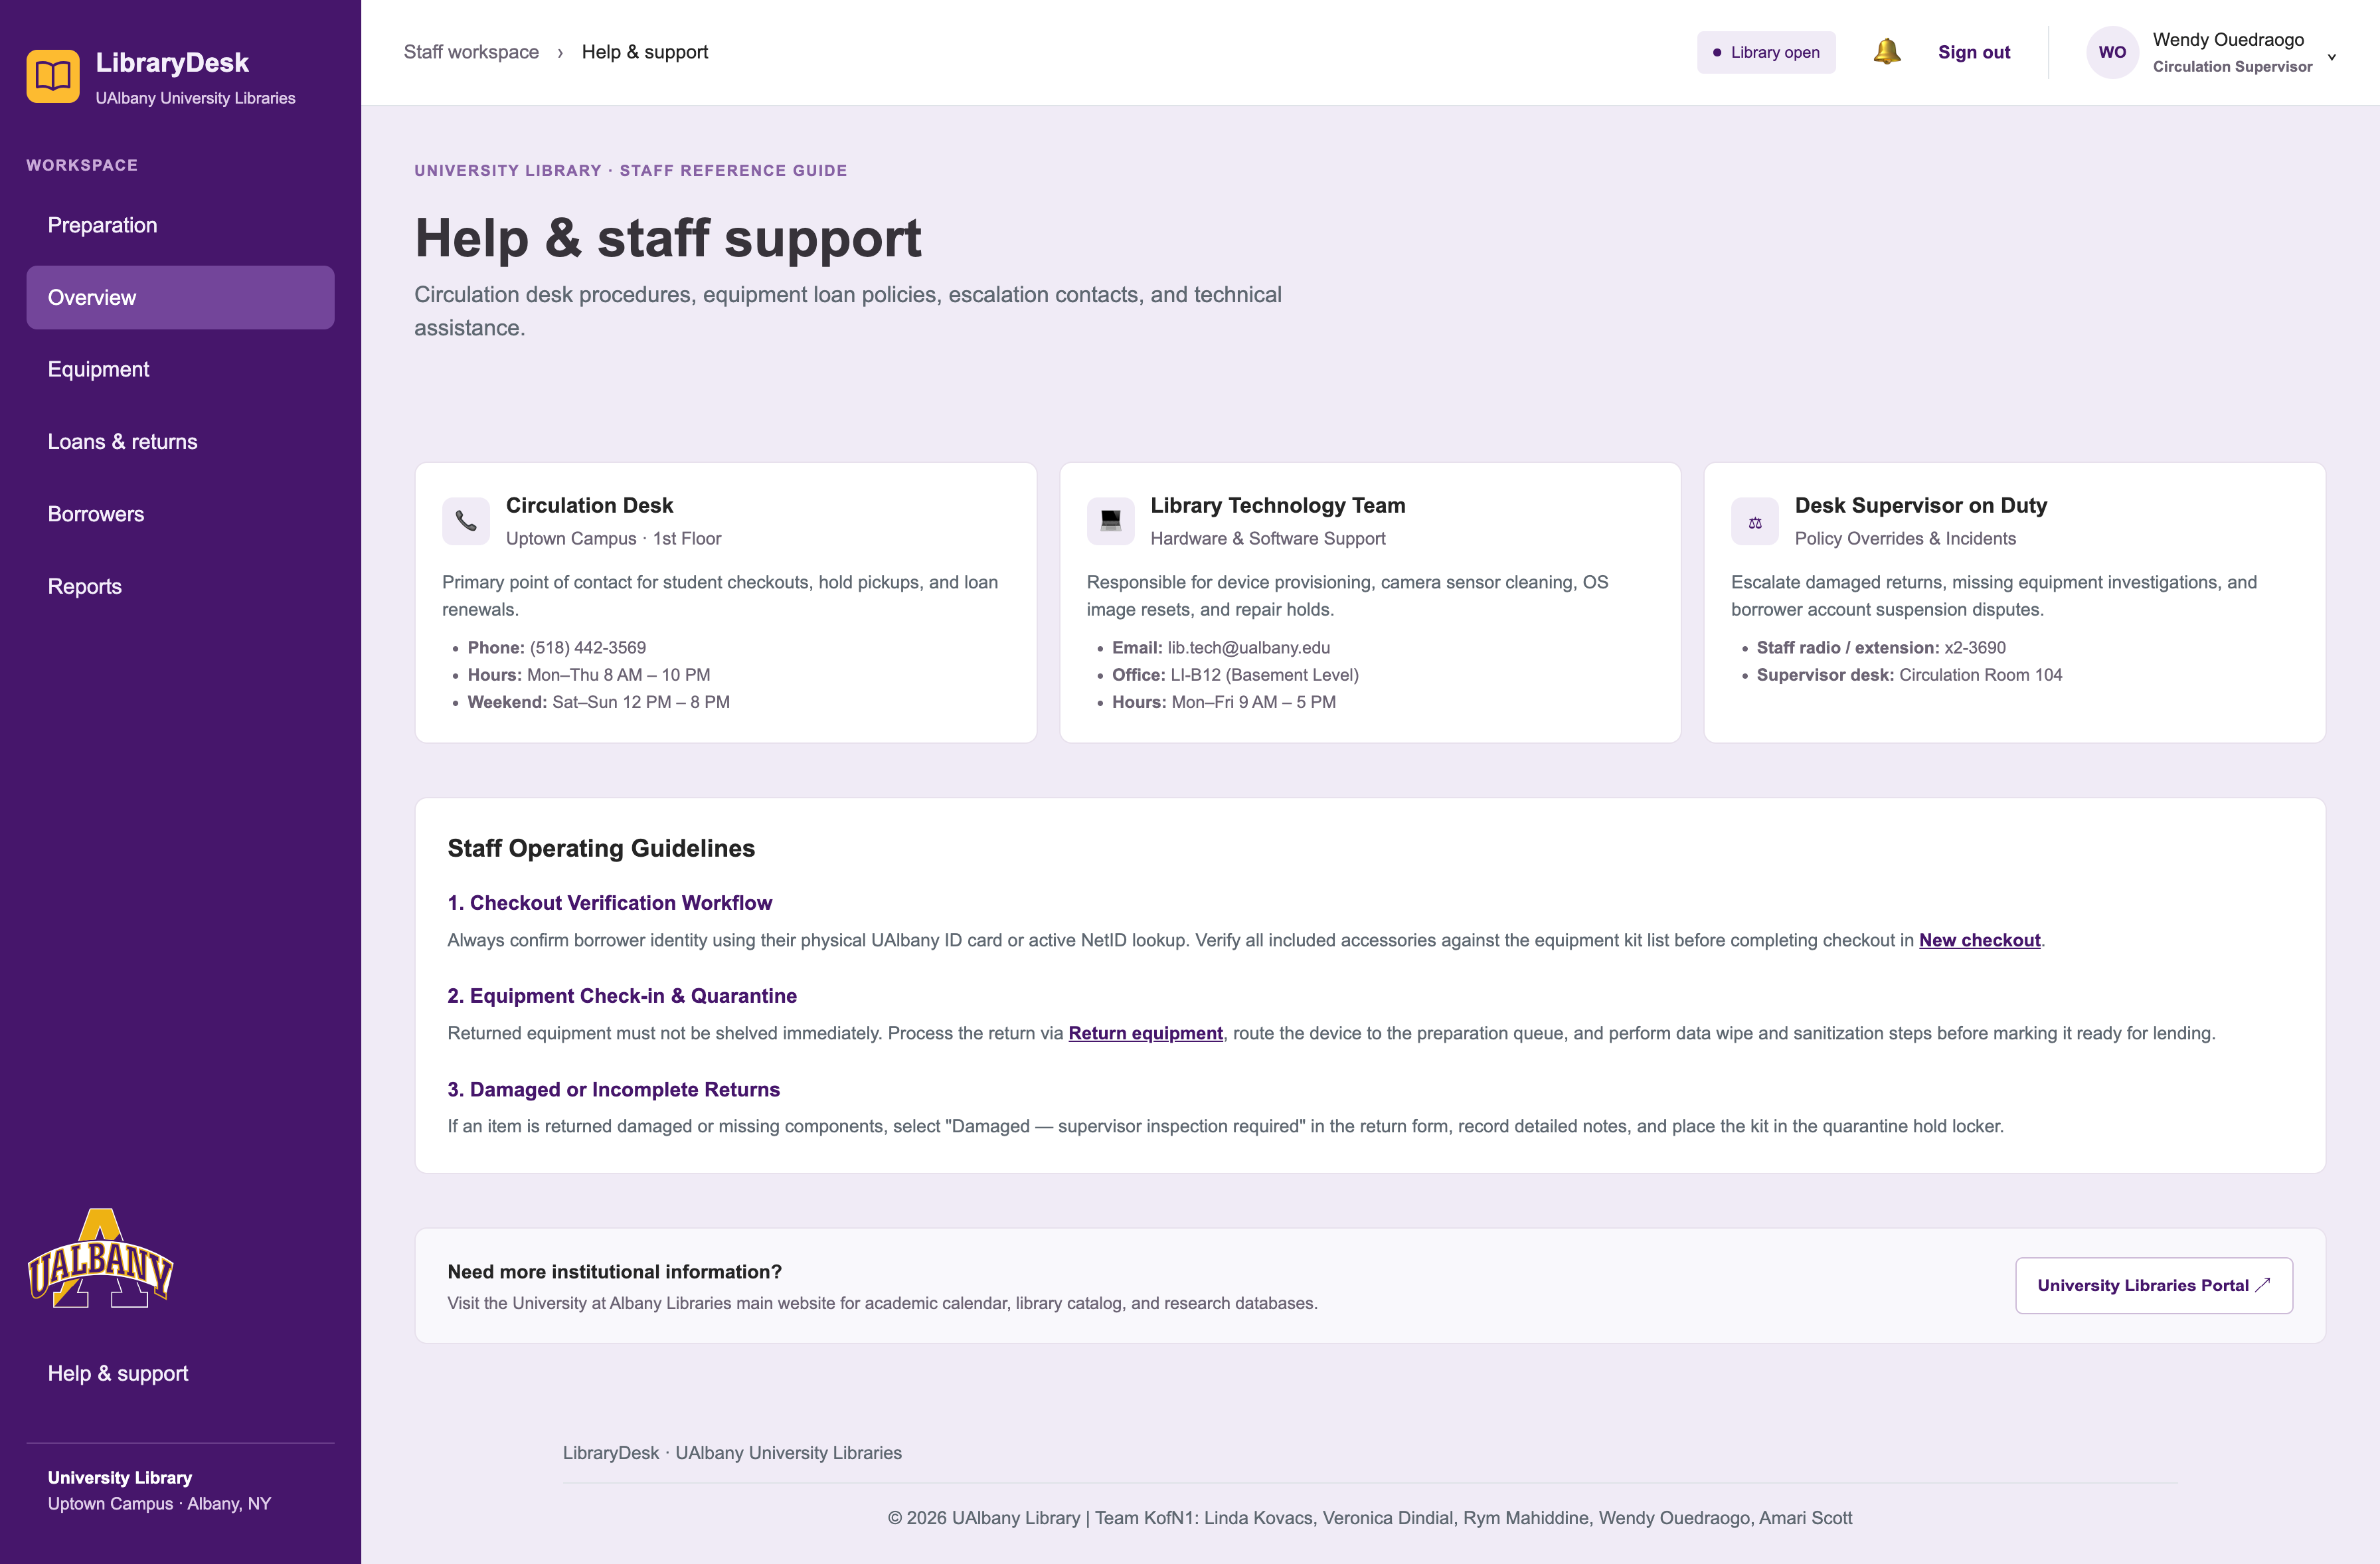 LibraryDesk
UAlbany University Libraries
WORKSPACE
Preparation
Overview
Equipment
Loans & returns
Borrowers
Reports
UALBANY
Help & support
University Library
Uptown Campus · Albany, NY
Staff workspace › Help & support
Library open
Sign out
WO
Wendy Ouedraogo
Circulation Supervisor
UNIVERSITY LIBRARY · STAFF REFERENCE GUIDE
Help & staff support
Circulation desk procedures, equipment loan policies, escalation contacts, and technical
assistance.
Circulation Desk
Uptown Campus · 1st Floor
Primary point of contact for student checkouts, hold pickups, and loan
renewals.
• Phone: (518) 442-3569
• Hours: Mon–Thu 8 AM – 10 PM
• Weekend: Sat–Sun 12 PM – 8 PM
Library Technology Team
Hardware & Software Support
Responsible for device provisioning, camera sensor cleaning, OS
image resets, and repair holds.
• Email: lib.tech@ualbany.edu
• Office: LI-B12 (Basement Level)
• Hours: Mon–Fri 9 AM – 5 PM
Desk Supervisor on Duty
Policy Overrides & Incidents
Escalate damaged returns, missing equipment investigations, and
borrower account suspension disputes.
• Staff radio / extension: x2-3690
• Supervisor desk: Circulation Room 104
Staff Operating Guidelines
1. Checkout Verification Workflow
Always confirm borrower identity using their physical UAlbany ID card or active NetID lookup. Verify all included accessories against the equipment kit list before completing checkout in New checkout.
2. Equipment Check-in & Quarantine
Returned equipment must not be shelved immediately. Process the return via Return equipment, route the device to the preparation queue, and perform data wipe and sanitization steps before marking it ready for lending.
3. Damaged or Incomplete Returns
If an item is returned damaged or missing components, select "Damaged — supervisor inspection required" in the return form, record detailed notes, and place the kit in the quarantine hold locker.
Need more institutional information?
Visit the University at Albany Libraries main website for academic calendar, library catalog, and research databases.
University Libraries Portal ↗
LibraryDesk · UAlbany University Libraries
© 2026 UAlbany Library | Team KofN1: Linda Kovacs, Veronica Dindial, Rym Mahiddine, Wendy Ouedraogo, Amari Scott